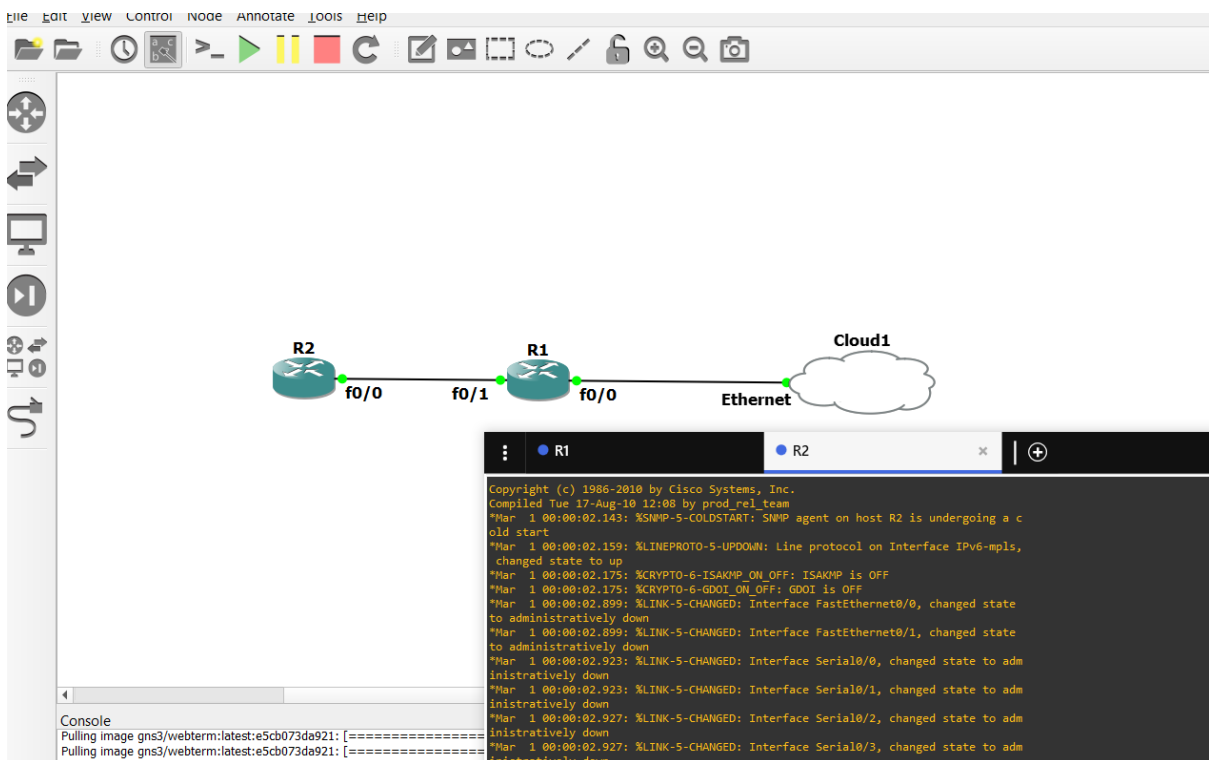 File Edit View Control Node Annotate Tools Help
R2
R1
Cloud1
f0/0
f0/1
f0/0
Ethernet
R1
R2
Copyright (c) 1986-2010 by Cisco Systems, Inc.
Compiled Tue 17-Aug-10 12:08 by prod_rel_team
*Mar  1 00:00:02.143: %SNMP-5-COLDSTART: SNMP agent on host R2 is undergoing a c
old start
*Mar  1 00:00:02.159: %LINEPROTO-5-UPDOWN: Line protocol on Interface IPv6-mpls,
 changed state to up
*Mar  1 00:00:02.175: %CRYPTO-6-ISAKMP_ON_OFF: ISAKMP is OFF
*Mar  1 00:00:02.175: %CRYPTO-6-GDOI_ON_OFF: GDOI is OFF
*Mar  1 00:00:02.899: %LINK-5-CHANGED: Interface FastEthernet0/0, changed state
to administratively down
*Mar  1 00:00:02.899: %LINK-5-CHANGED: Interface FastEthernet0/1, changed state
to administratively down
*Mar  1 00:00:02.923: %LINK-5-CHANGED: Interface Serial0/0, changed state to adm
inistratively down
*Mar  1 00:00:02.923: %LINK-5-CHANGED: Interface Serial0/1, changed state to adm
inistratively down
*Mar  1 00:00:02.927: %LINK-5-CHANGED: Interface Serial0/2, changed state to adm
inistratively down
*Mar  1 00:00:02.927: %LINK-5-CHANGED: Interface Serial0/3, changed state to adm
inistratively down
Console
Pulling image gns3/webterm:latest:e5cb073da921: [=================
Pulling image gns3/webterm:latest:e5cb073da921: [=================